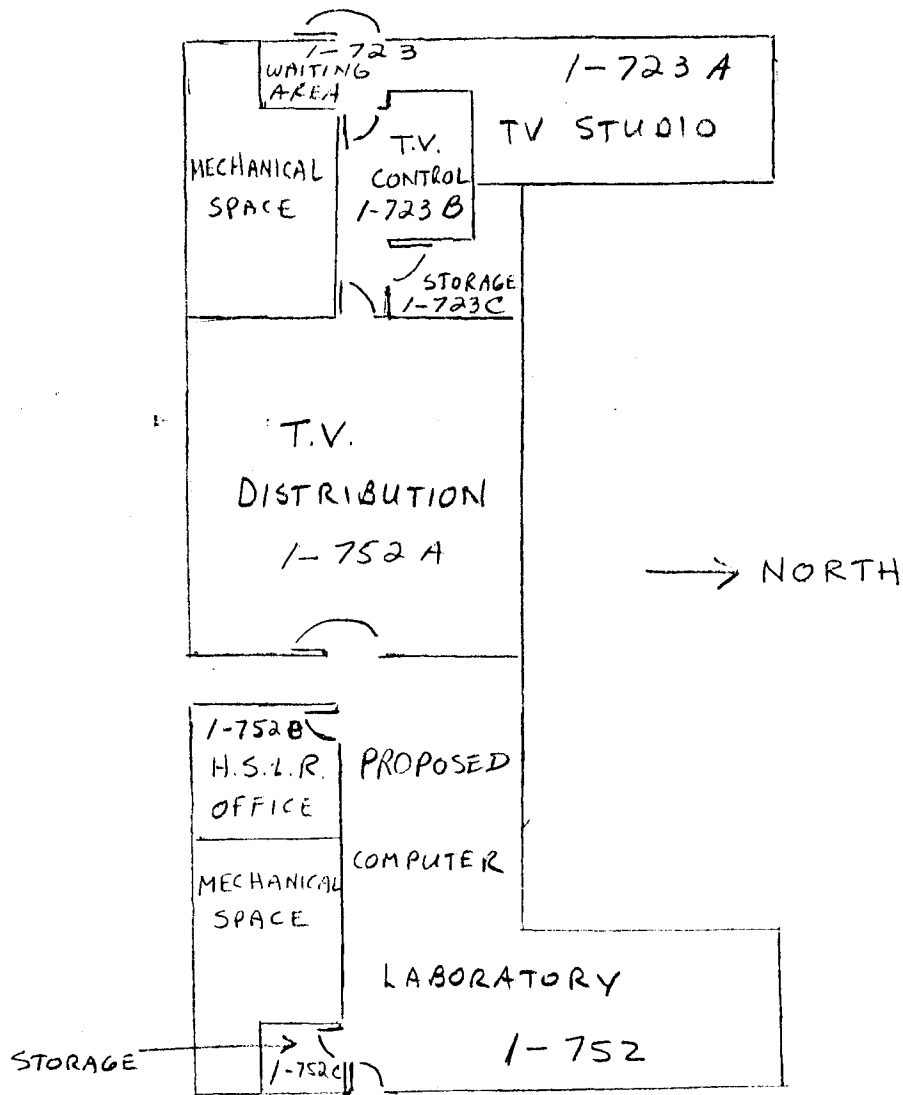 1-723
WAITING
AREA
1-723 A
TV STUDIO
MECHANICAL
SPACE
T.V.
CONTROL
1-723 B
STORAGE
1-723C
T.V.
DISTRIBUTION
1-752 A
NORTH
1-752B
H.S.L.R.
OFFICE
PROPOSED
COMPUTER
MECHANICAL
SPACE
LABORATORY
1-752
STORAGE
1-752C